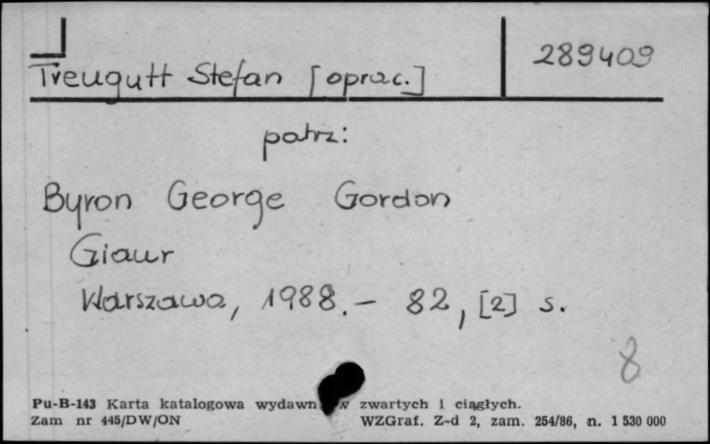 Treugutt Stefan [oprac.]
289409
patrz:
Byron George Gordon
Giaur
Warszawa, 1988. - 82, [2] s.
8
Pu-B-143 Karta katalogowa wydawn w zwartych i ciągłych.
Zam nr 445/DW/ON WZGraf. Z-d 2, zam. 254/86, n. 1 530 000